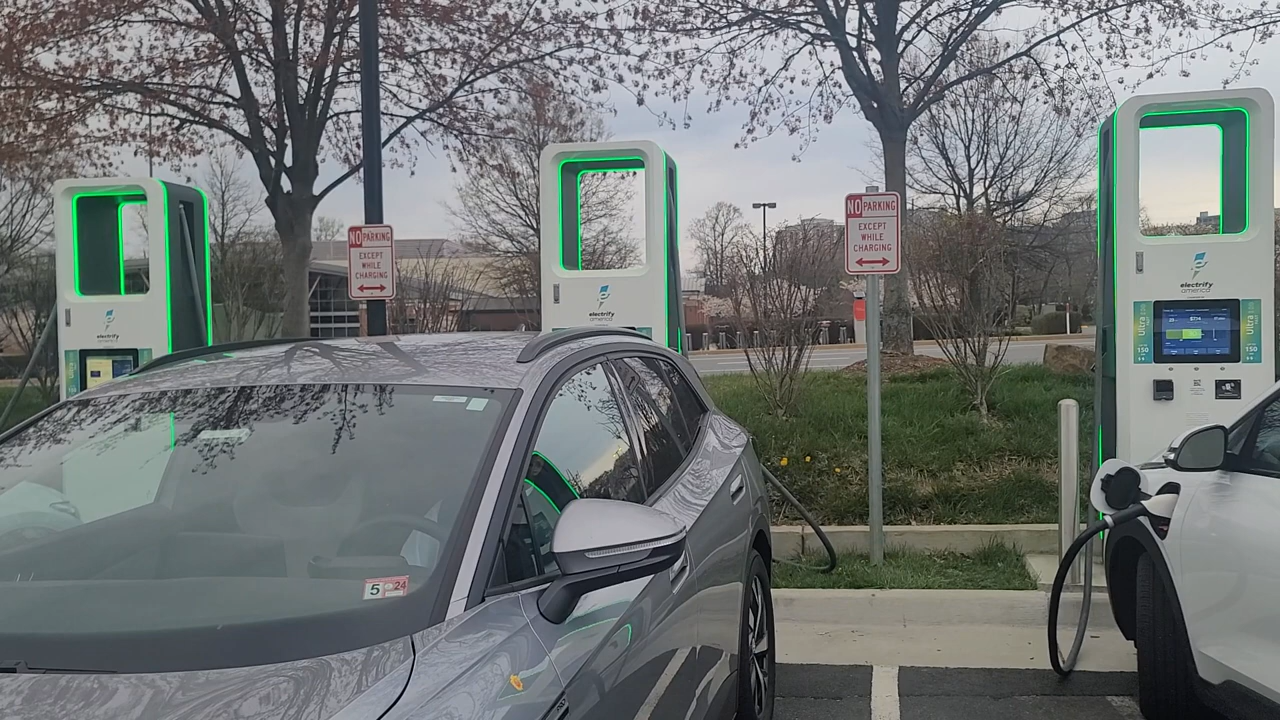 NO PARKING
EXCEPT
WHILE
CHARGING
electrify
america
electrify
america
NO PARKING
EXCEPT
WHILE
CHARGING
electrify
america
Ultra
150
Ultra
150
5 24